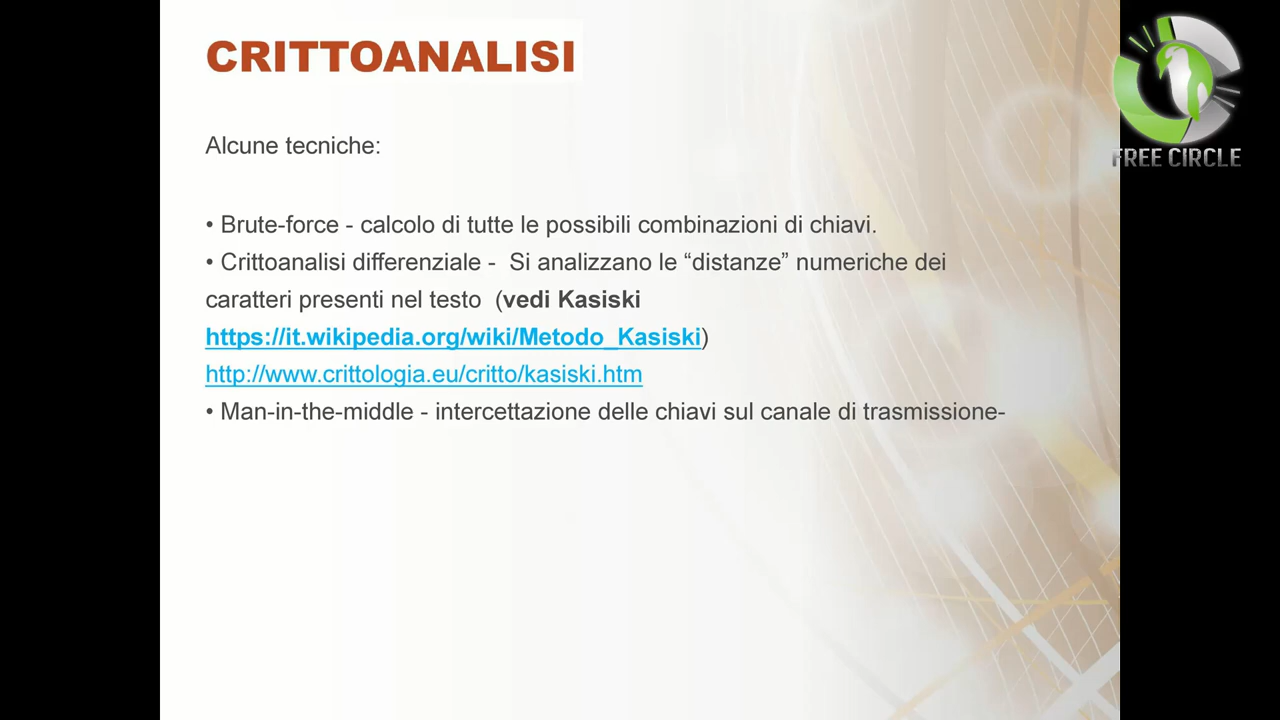 CRITTOANALISI
Alcune tecniche:
• Brute-force - calcolo di tutte le possibili combinazioni di chiavi.
• Crittoanalisi differenziale -  Si analizzano le “distanze” numeriche dei
caratteri presenti nel testo  (vedi Kasiski
https://it.wikipedia.org/wiki/Metodo_Kasiski)
http://www.crittologia.eu/critto/kasiski.htm
• Man-in-the-middle - intercettazione delle chiavi sul canale di trasmissione-
FREE CIRCLE